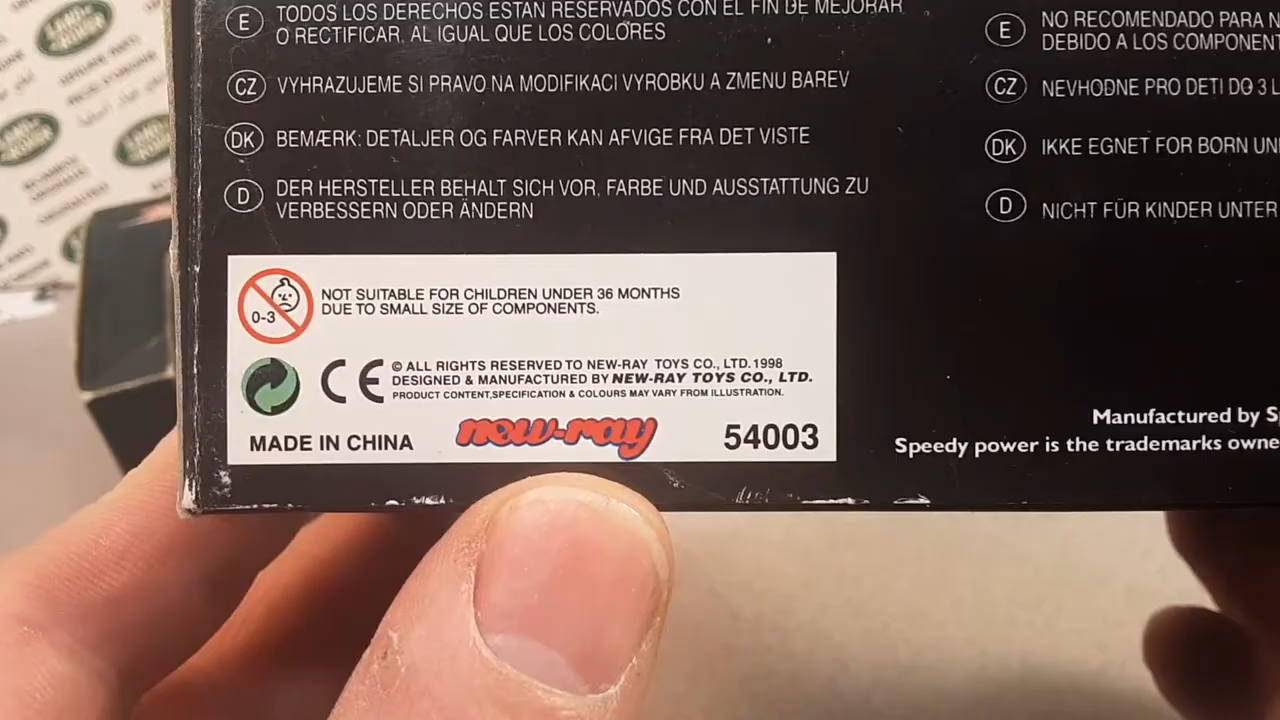 E TODOS LOS DERECHOS ESTAN RESERVADOS CON EL FIN DE MEJORAR
O RECTIFICAR, AL IGUAL QUE LOS COLORES
CZ VYHRAZUJEME SI PRAVO NA MODIFIKACI VYROBKU A ZMENU BAREV
DK BEMÆRK: DETALJER OG FARVER KAN AFVIGE FRA DET VISTE
D DER HERSTELLER BEHALT SICH VOR, FARBE UND AUSSTATTUNG ZU
VERBESSERN ODER ÄNDERN
E NO RECOMENDADO PARA N
DEBIDO A LOS COMPONENT
CZ NEVHODNE PRO DETI DO 3 L
DK IKKE EGNET FOR BØRN UN
D NICHT FÜR KINDER UNTER
0-3
NOT SUITABLE FOR CHILDREN UNDER 36 MONTHS
DUE TO SMALL SIZE OF COMPONENTS.
CE
© ALL RIGHTS RESERVED TO NEW-RAY TOYS CO., LTD.1998
DESIGNED & MANUFACTURED BY NEW-RAY TOYS CO., LTD.
PRODUCT CONTENT,SPECIFICATION & COLOURS MAY VARY FROM ILLUSTRATION.
MADE IN CHINA new-ray 54003
Manufactured by Sp
Speedy power is the trademarks owne